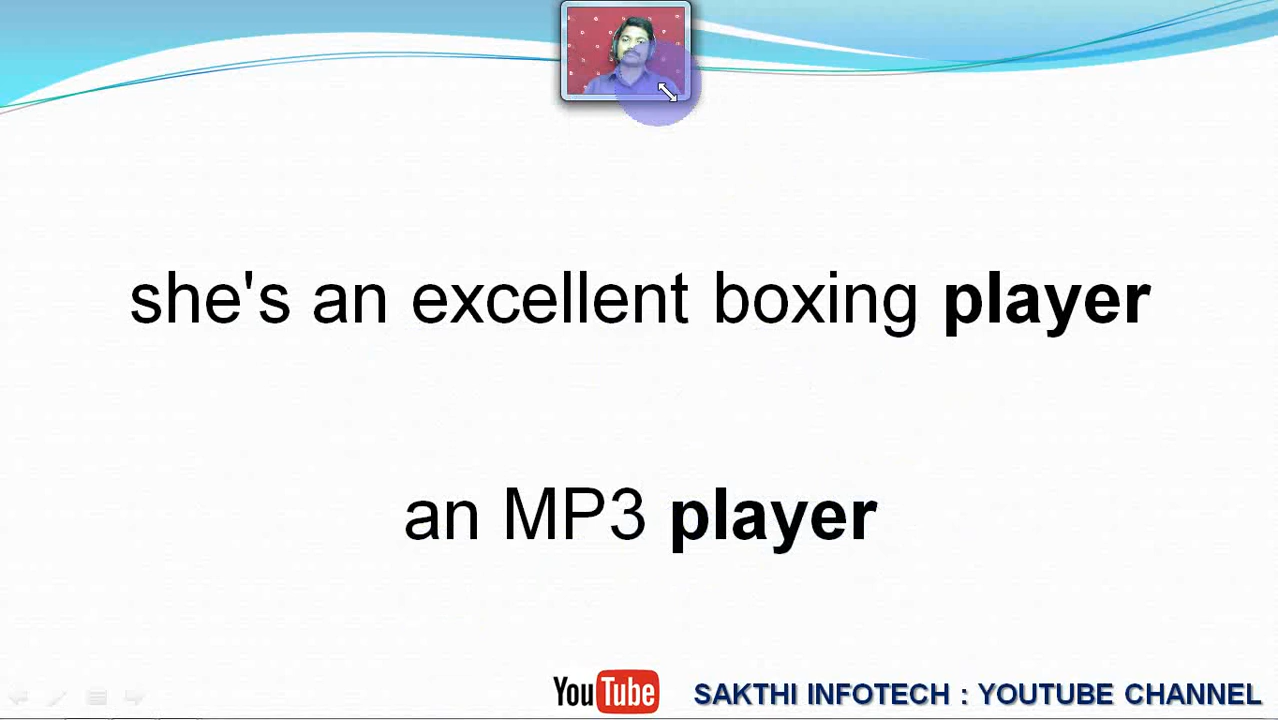 she's an excellent boxing player
an MP3 player
YouTube SAKTHI INFOTECH : YOUTUBE CHANNEL